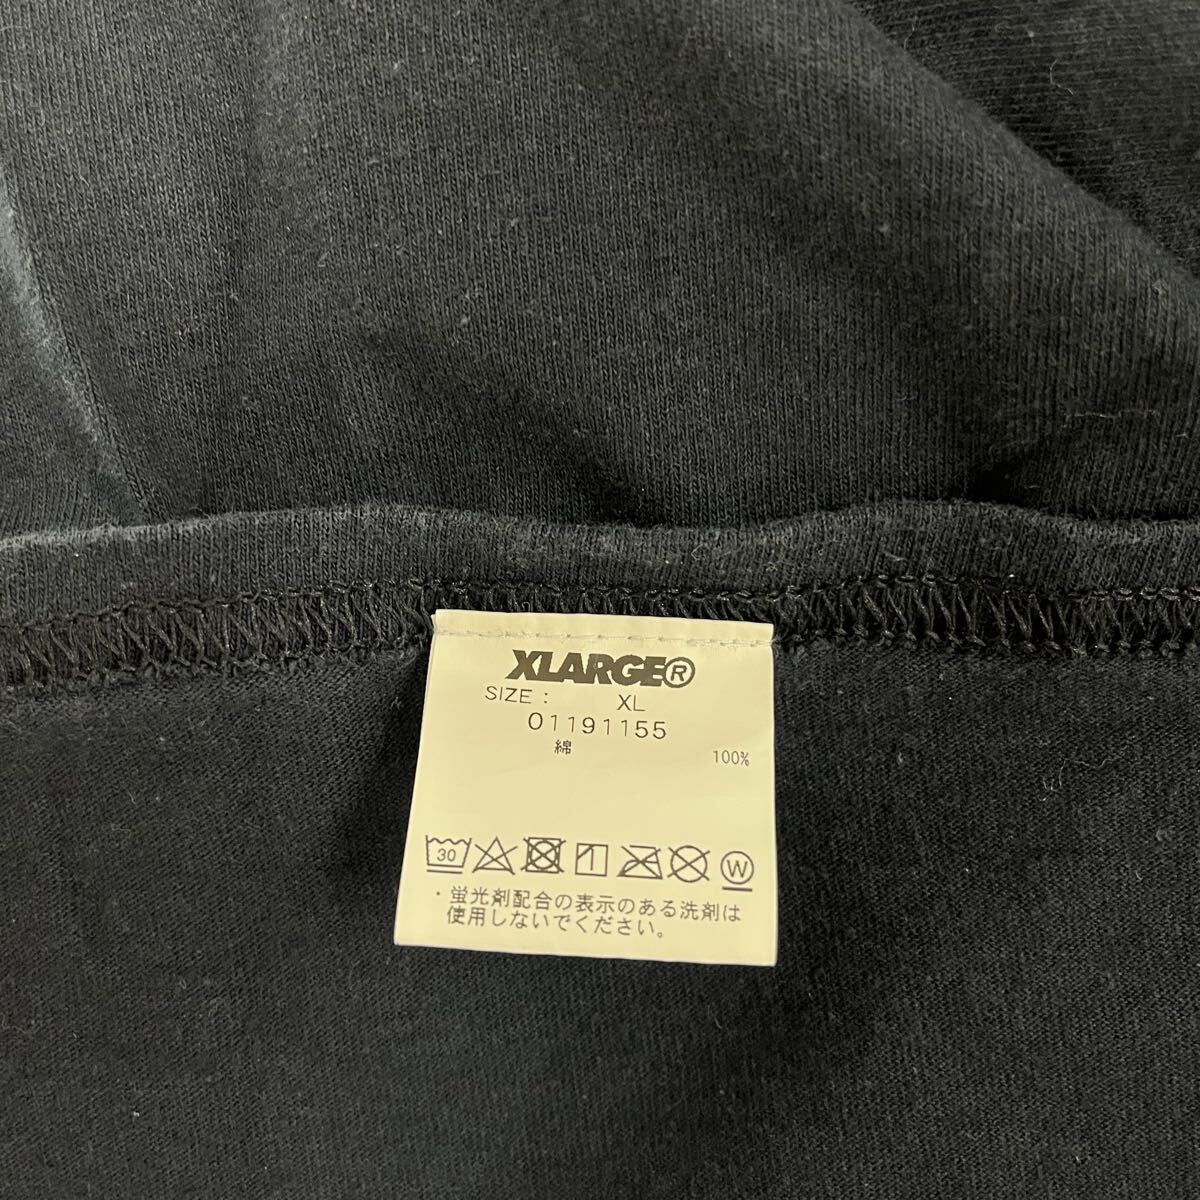 XLARGE®
SIZE : XL
01191155
綿 100%
30 W
・蛍光剤配合の表示のある洗剤は
使用しないでください。